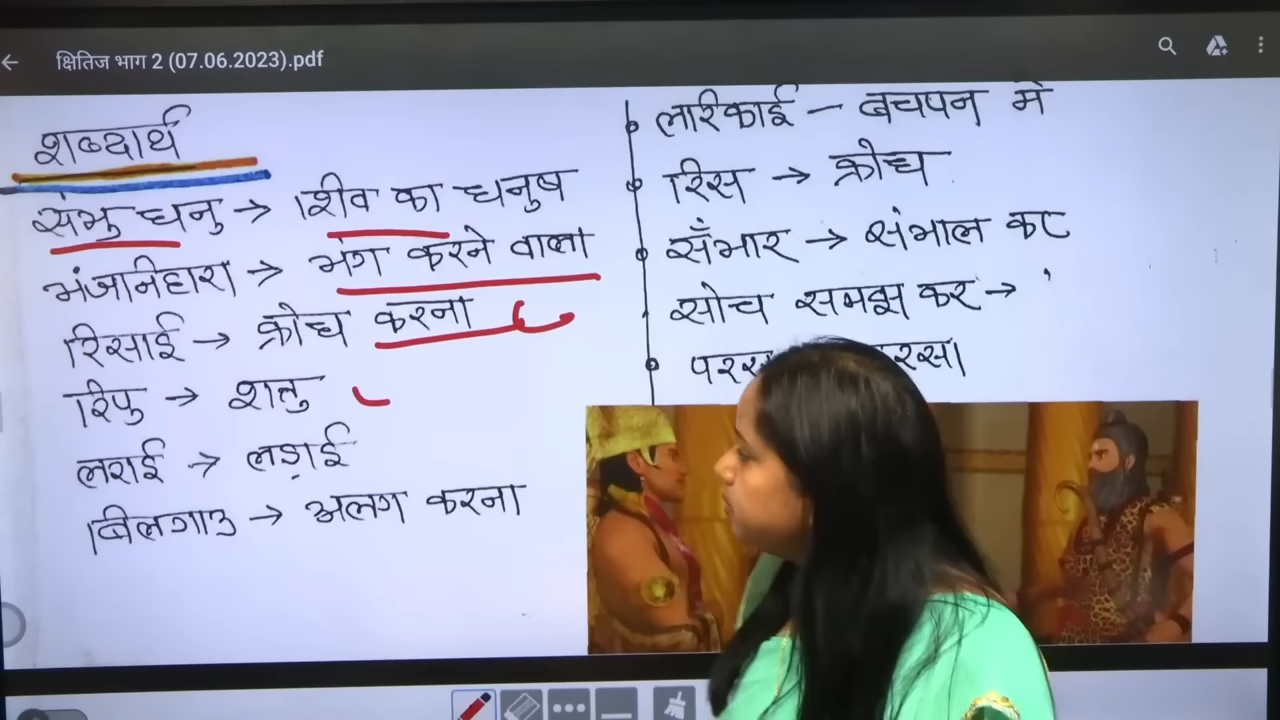 क्षितिज भाग 2 (07.06.2023).pdf
शब्दार्थ
संभु धनु → शिव का धनुष
भंजनिहारा → भंग करने वाला
रिसाई → क्रोध करना
रिपु → शत्रु
लराई → लड़ाई
बिलगाउ → अलग करना
लरिकाई – बचपन में
रिस → क्रोध
सँभार → संभाल कर
सोच समझ कर →